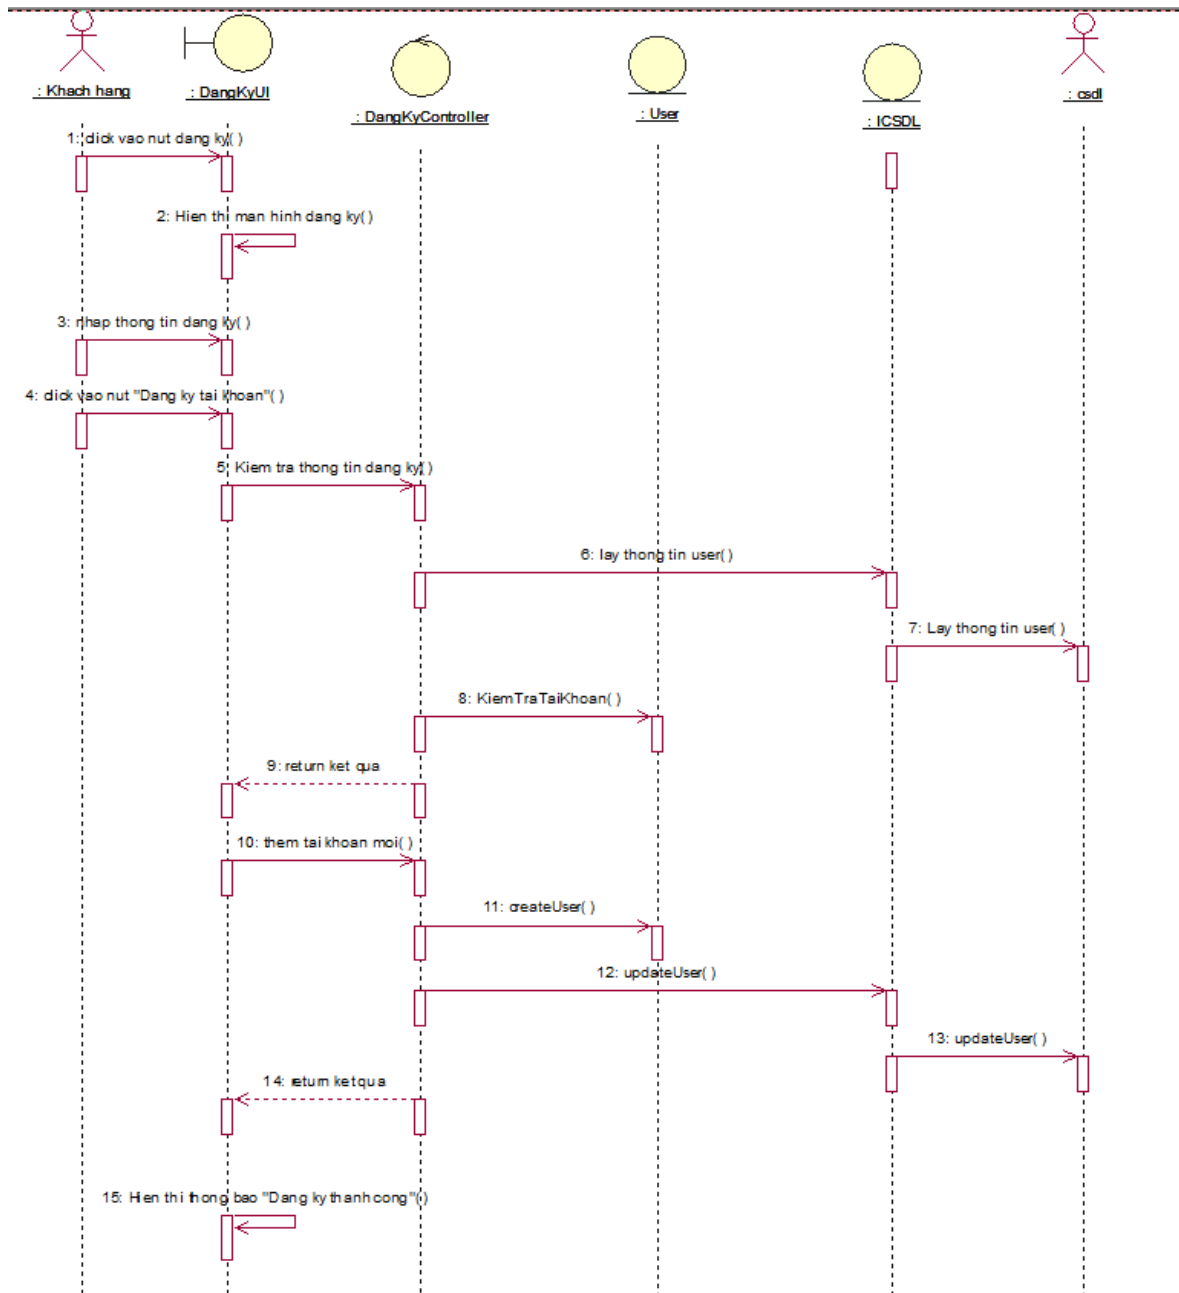 : Khach hang
: DangKyUI
: DangKyController
: User
: ICSDL
: csdl
1: click vao nut dang ky( )
2: Hien thi man hinh dang ky( )
3: nhap thong tin dang ky( )
4: click vao nut "Dang ky tai khoan"( )
5: Kiem tra thong tin dang ky( )
6: lay thong tin user( )
7: Lay thong tin user( )
8: KiemTraTaiKhoan( )
9: return ket qua
10: them tai khoan moi( )
11: createUser( )
12: updateUser( )
13: updateUser( )
14: return ket qua
15: Hien thi thong bao "Dang ky thanh cong"( )